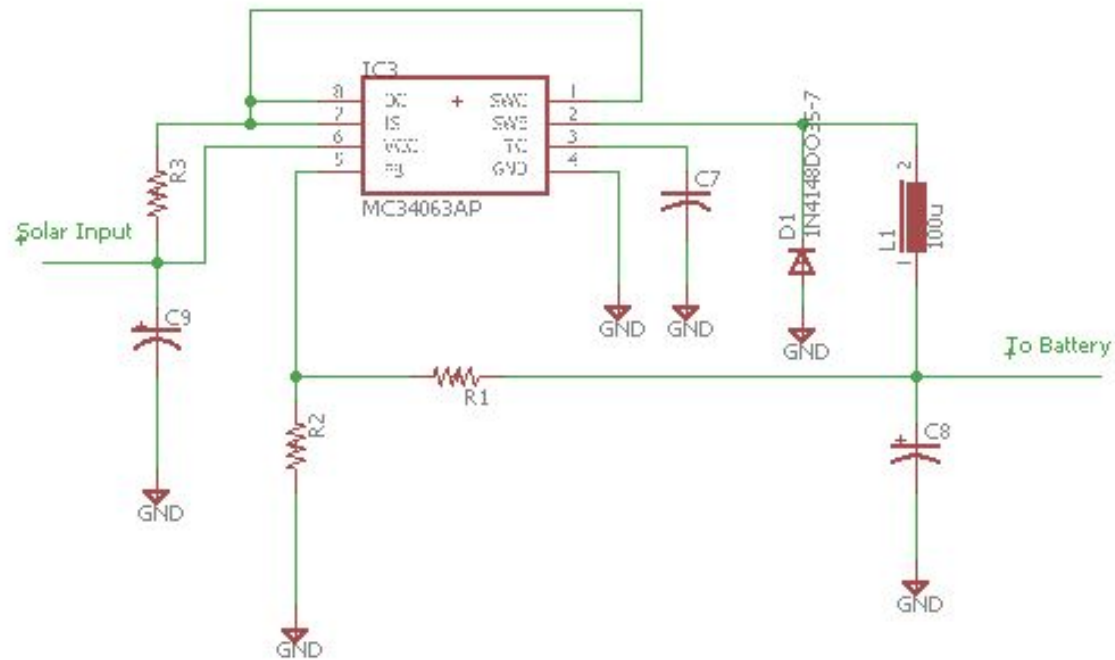 IC3
8
7
6
5
DC
IS
VCC
FB
SWC
SWE
TC
GND
1
2
3
4
MC34063AP
R3
Solar Input
C9
GND
C7
GND
GND
D1
1N4148DO35-7
GND
L1
2
1
100u
To Battery
R1
R2
GND
C8
GND